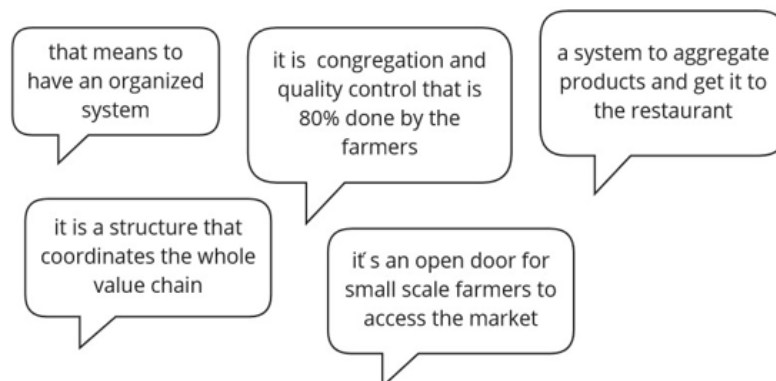 that means to
have an organized
system
it is congregation and
quality control that is
80% done by the
farmers
a system to aggregate
products and get it to
the restaurant
it is a structure that
coordinates the whole
value chain
it´s an open door for
small scale farmers to
access the market